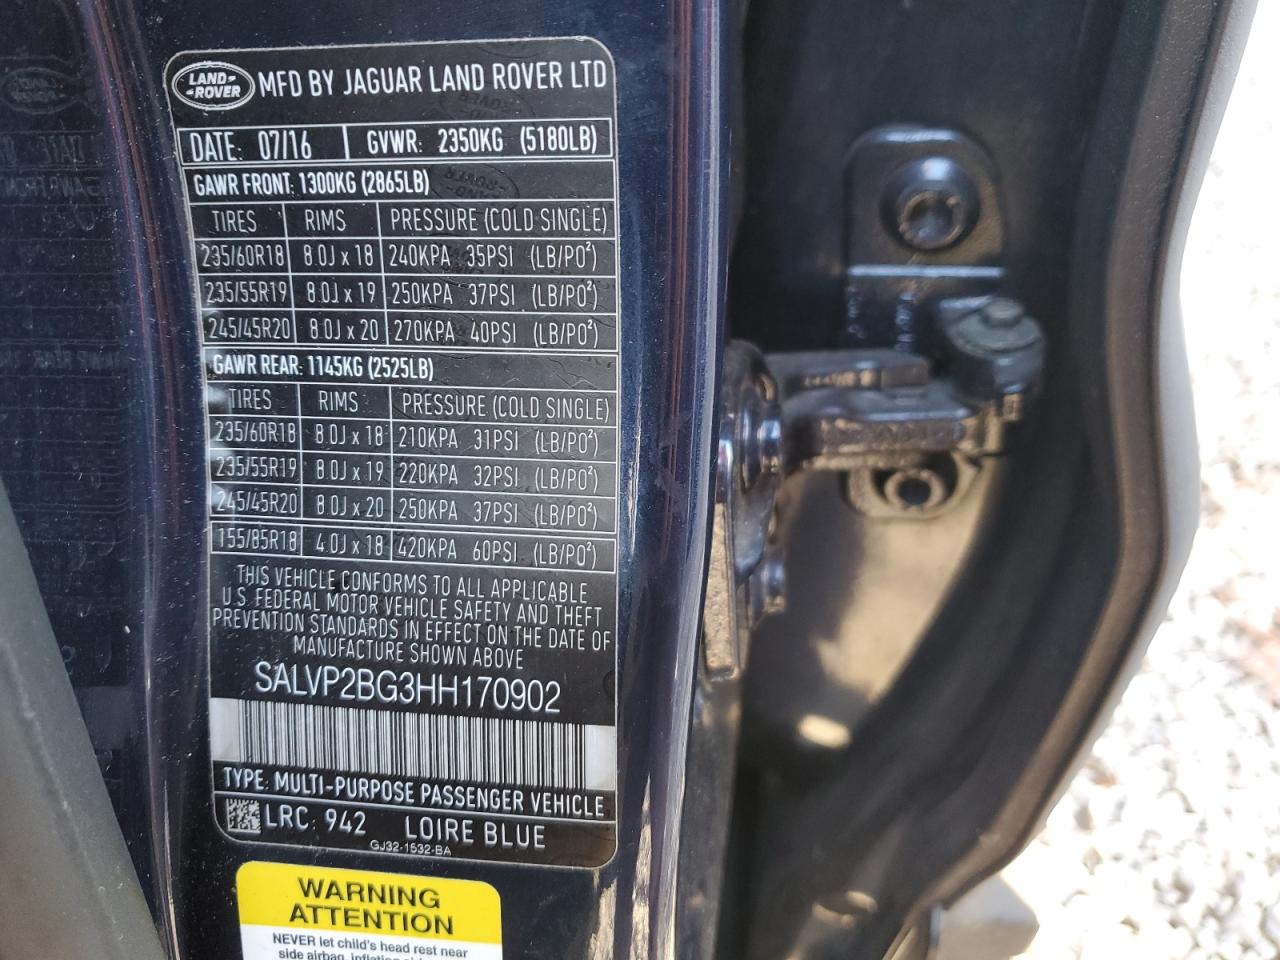 LAND-
-ROVER
MFD BY JAGUAR LAND ROVER LTD
DATE: 07/16 GVWR: 2350KG (5180LB)
GAWR FRONT: 1300KG (2865LB)
TIRES RIMS PRESSURE (COLD SINGLE)
235/60R18 8.0J x 18 240KPA 35PSI (LB/PO²)
235/55R19 8.0J x 19 250KPA 37PSI (LB/PO²)
245/45R20 8.0J x 20 270KPA 40PSI (LB/PO²)
GAWR REAR: 1145KG (2525LB)
TIRES RIMS PRESSURE (COLD SINGLE)
235/60R18 8.0J x 18 210KPA 31PSI (LB/PO²)
235/55R19 8.0J x 19 220KPA 32PSI (LB/PO²)
245/45R20 8.0J x 20 250KPA 37PSI (LB/PO²)
155/85R18 4.0J x 18 420KPA 60PSI (LB/PO²)
THIS VEHICLE CONFORMS TO ALL APPLICABLE
U.S FEDERAL MOTOR VEHICLE SAFETY AND THEFT
PREVENTION STANDARDS IN EFFECT ON THE DATE OF
MANUFACTURE SHOWN ABOVE
SALVP2BG3HH170902
TYPE: MULTI-PURPOSE PASSENGER VEHICLE
LRC: 942 LOIRE BLUE
GJ32-1532-BA
WARNING
ATTENTION
NEVER let child's head rest near
side airbag, inflating